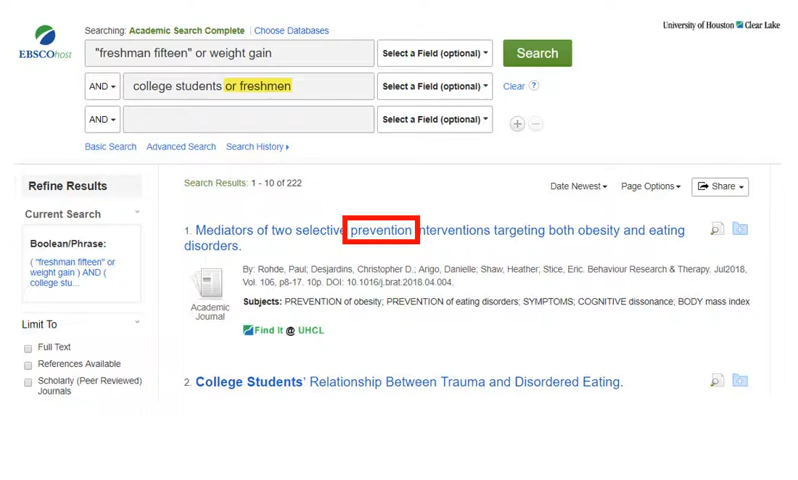 Searching: Academic Search Complete | Choose Databases
University of Houston Clear Lake
EBSCOhost
"freshman fifteen" or weight gain
Select a Field (optional)
Search
AND
college students or freshmen
Select a Field (optional)
Clear ?
AND
Select a Field (optional)
Basic Search Advanced Search Search History
Refine Results
Search Results: 1 - 10 of 222
Date Newest Page Options Share
Current Search
Boolean/Phrase:
( "freshman fifteen" or
weight gain ) AND (
college stu...
1. Mediators of two selective prevention interventions targeting both obesity and eating
disorders.
By: Rohde, Paul; Desjardins, Christopher D.; Arigo, Danielle; Shaw, Heather; Stice, Eric. Behaviour Research & Therapy. Jul2018,
Vol. 106, p8-17. 10p. DOI: 10.1016/j.brat.2018.04.004.
Academic
Journal
Subjects: PREVENTION of obesity; PREVENTION of eating disorders; SYMPTOMS; COGNITIVE dissonance; BODY mass index
Find It @ UHCL
Limit To
Full Text
References Available
Scholarly (Peer Reviewed)
Journals
2. College Students' Relationship Between Trauma and Disordered Eating.